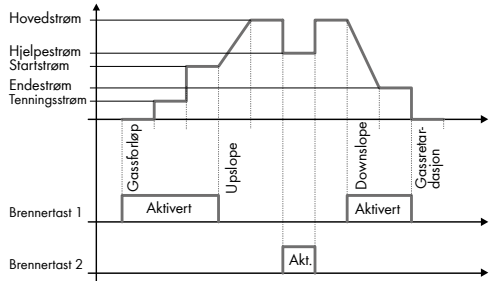 Hovedstrøm
Hjelpestrøm
Startstrøm
Endestrøm
Tenningsstrøm
Gassforløp
Upslope
Downslope
Gassretar-
dasjon
Brennertast 1
Aktivert
Aktivert
Brennertast 2
Akt.